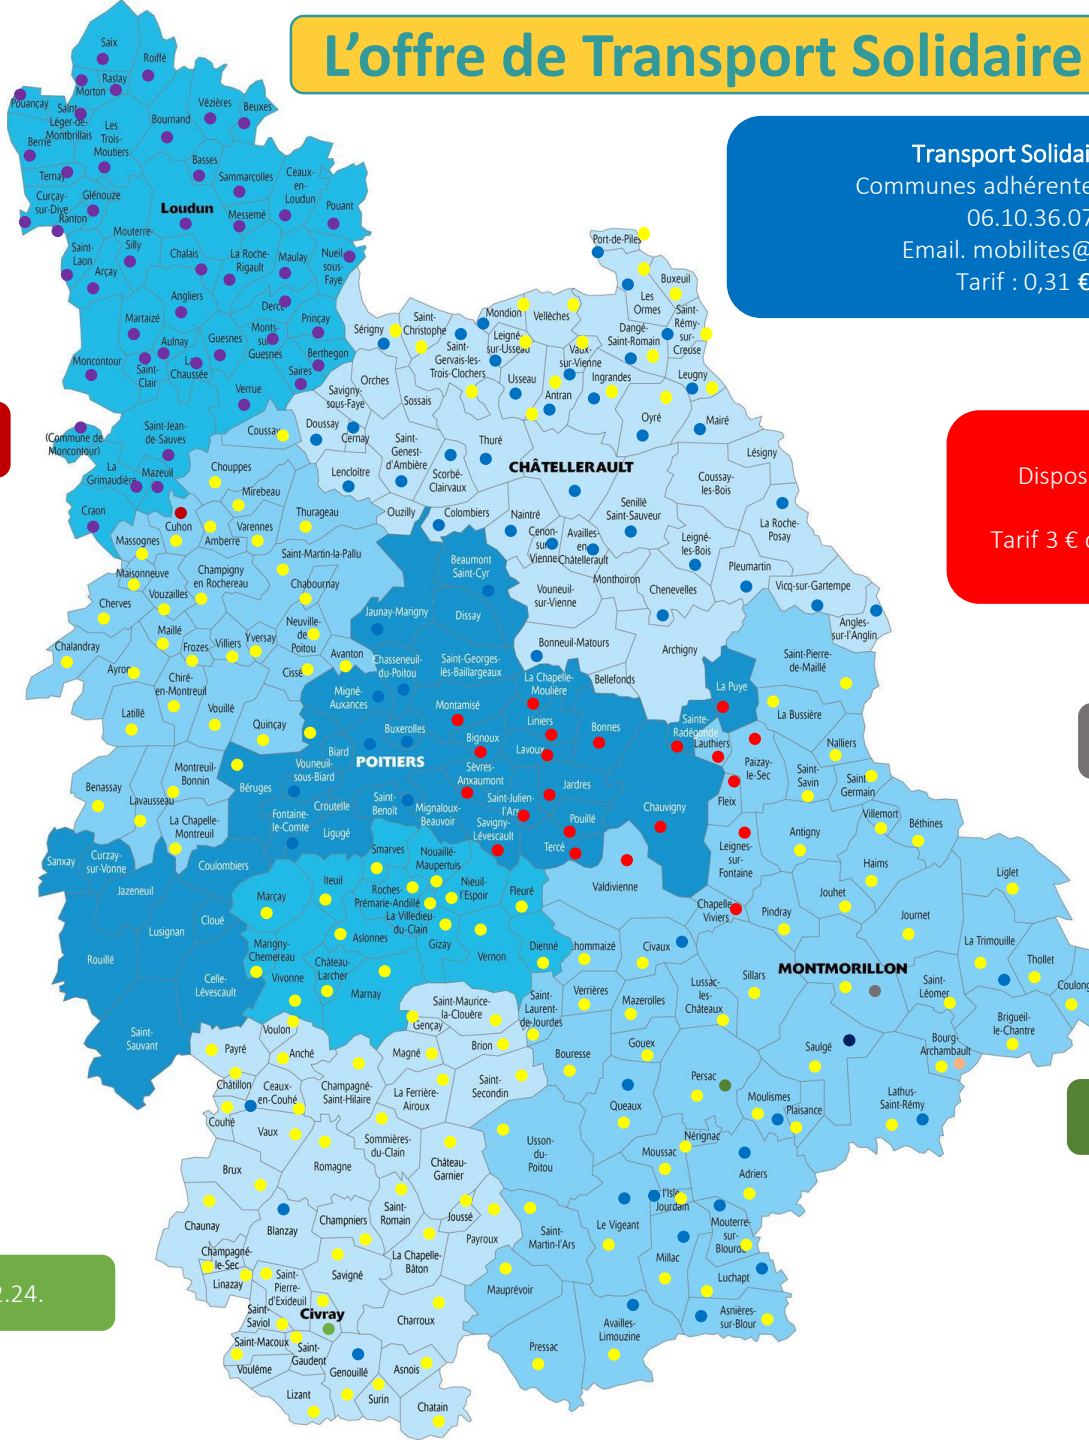 L'offre de Transport Solidaire
Transport Solidai
Communes adhérente
06.10.36.07
Email. mobilites@
Tarif : 0,31 €
Dispos
Tarif 3 € c
2.24.
Saix
Roiffé
Raslay
Morton
Pouançay
Saint-
Léger-de-
Montbrillais
Vézières
Beuxes
Bournand
Les
Trois-
Moutiers
Berrie
Ternay
Basses
Sammarçolles
Ceaux-
en-
Loudun
Curçay-
sur-Dive
Glénouze
Ranton
Loudun
Messemé
Pouant
Mouterre-
Silly
Saint-
Laon
Arçay
Chalais
La Roche-
Rigault
Maulay
Nueil-
sous-
Faye
Angliers
Dercé
Martaizé
Aulnay
Guesnes
Monts-
sur-
Guesnes
Prinçay
Berthegon
Moncontour
Saint-
Clair
La
Chaussée
Saires
Verrue
(Commune de
Moncontour)
Saint-Jean-
de-Sauves
La
Grimaudière
Mazeuil
Craon
Coussay
Chouppes
Mirebeau
Cuhon
Amberre
Varennes
Thurageau
Massognes
Maisonneuve
Champigny
en Rochereau
Saint-Martin-la-Pallu
Vouzailles
Chabournay
Cherves
Maillé
Frozes
Villiers
Yversay
Neuville-
de-
Poitou
Chalandray
Ayron
Chiré-
en-Montreuil
Cissé
Avanton
Latillé
Vouillé
Quinçay
Benassay
Lavausseau
Montreuil-
Bonnin
La Chapelle-
Montreuil
Port-de-Piles
Buxeuil
Les
Ormes
Saint-
Rémy-
sur-
Creuse
Sérigny
Saint-
Christophe
Mondion
Vellèches
Leigné-
sur-Usseau
Dangé-
Saint-Romain
Saint-
Gervais-les-
Trois-Clochers
Vaux-
sur-Vienne
Usseau
Ingrandes
Leugny
Antran
Orches
Savigny-
sous-Faye
Sossais
Oyré
Mairé
Doussay
Cernay
Saint-
Genest-
d'Ambière
Thuré
CHÂTELLERAULT
Lésigny
Lencloître
Scorbé-
Clairvaux
Coussay-
les-Bois
Ouzilly
Colombiers
Naintré
Senillé
Saint-Sauveur
La Roche-
Posay
Cenon-
sur-
Vienne
Availles-
en-
Châtellerault
Leigné-
les-Bois
Pleumartin
Monthoiron
Chenevelles
Vicq-sur-Gartempe
Vouneuil-
sur-Vienne
Angles-
sur-l'Anglin
Bonneuil-Matours
Archigny
Bellefonds
Beaumont
Saint-Cyr
Jaunay-Marigny
Dissay
Chasseneuil-
du-Poitou
Saint-Georges-
lès-Baillargeaux
Migné-
Auxances
Montamisé
La Chapelle-
Moulière
Buxerolles
Bignoux
Liniers
Bonnes
Biard
POITIERS
Lavoux
Sainte-
Radégonde
La Puye
Vouneuil-
sous-Biard
Sèvres-
Anxaumont
Jardres
Béruges
Croutelle
Saint-
Benoit
Mignaloux-
Beauvoir
Saint-Julien-
l'Ars
Pouillé
Chauvigny
Fontaine-
le-Comte
Ligugé
Savigny-
Lévescault
Tercé
Sanxay
Curzay-
sur-Vonne
Coulombiers
Jazeneuil
Cloué
Lusignan
Rouillé
Celle-
Lévescault
Saint-
Sauvant
Smarves
Nouaillé-
Maupertuis
Iteuil
Roches-
Prémarie-Andillé
Nieuil-
l'Espoir
Fleuré
Marçay
La Villedieu-
du-Clain
Aslonnes
Gizay
Vernon
Dienné
Marigny-
Chemereau
Château-
Larcher
Vivonne
Marnay
Saint-Pierre-
de-Maillé
La Bussière
Lauthiers
Paizay-
le-Sec
Nalliers
Fleix
Saint-
Savin
Saint
Germain
Villemort
Béthines
Leignes-
sur-
Fontaine
Antigny
Haims
Liglet
Valdivienne
Chapelle-
Viviers
Jouhet
Pindray
Journet
La Trimouille
Thollet
Coulong
Lhommaizé
Civaux
MONTMORILLON
Sillars
Saint-
Léomer
Brigueil-
le-Chantre
Verrières
Mazerolles
Lussac-
les-
Châteaux
Saint-
Laurent-
de-Jourdes
Bourg-
Archambault
Saulgé
Bouresse
Gouex
Persac
Lathus-
Saint-Rémy
Moulismes
Plaisance
Queaux
Nérignac
Usson-
du-
Poitou
Moussac
Adriers
l'Isle-
Jourdain
Saint-
Martin-l'Ars
Le Vigeant
Mouterre-
sur-
Blourde
Millac
Luchapt
Mauprévoir
Availles-
Limouzine
Asnières-
sur-Blour
Pressac
Saint-Maurice-
la-Clouère
Gençay
Voulon
Payré
Anché
Magné
Brion
Châtillon
Ceaux-
en-Couhé
Champagné-
Saint-Hilaire
La Ferrière-
Airoux
Saint-
Secondin
Couhé
Vaux
Romagne
Sommières-
du-Clain
Château-
Garnier
Brux
Chaunay
Blanzay
Champniers
Saint-
Romain
Joussé
Payroux
Champagné-
le-Sec
Linazay
Saint-
Pierre-
d'Exideuil
Savigné
La Chapelle-
Bâton
Civray
Saint-
Saviol
Charroux
Saint-Macoux
Saint-
Gaudent
Voulême
Genouillé
Asnois
Lizant
Surin
Chatain